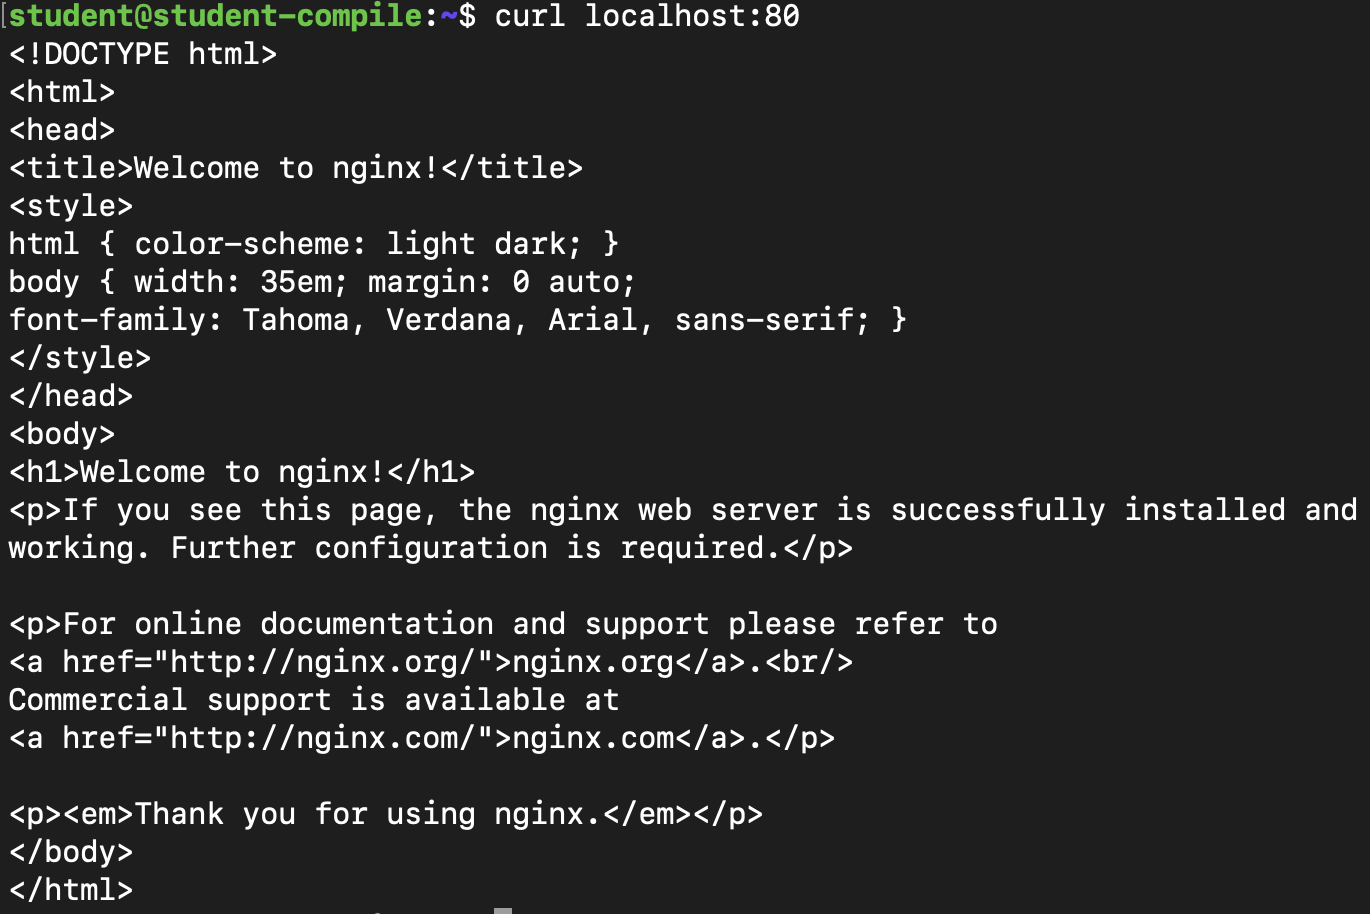 student@student-compile:~$ curl localhost:80
<!DOCTYPE html>
<html>
<head>
<title>Welcome to nginx!</title>
<style>
html { color-scheme: light dark; }
body { width: 35em; margin: 0 auto;
font-family: Tahoma, Verdana, Arial, sans-serif; }
</style>
</head>
<body>
<h1>Welcome to nginx!</h1>
<p>If you see this page, the nginx web server is successfully installed and
working. Further configuration is required.</p>

<p>For online documentation and support please refer to
<a href="http://nginx.org/">nginx.org</a>.<br/>
Commercial support is available at
<a href="http://nginx.com/">nginx.com</a>.</p>

<p><em>Thank you for using nginx.</em></p>
</body>
</html>